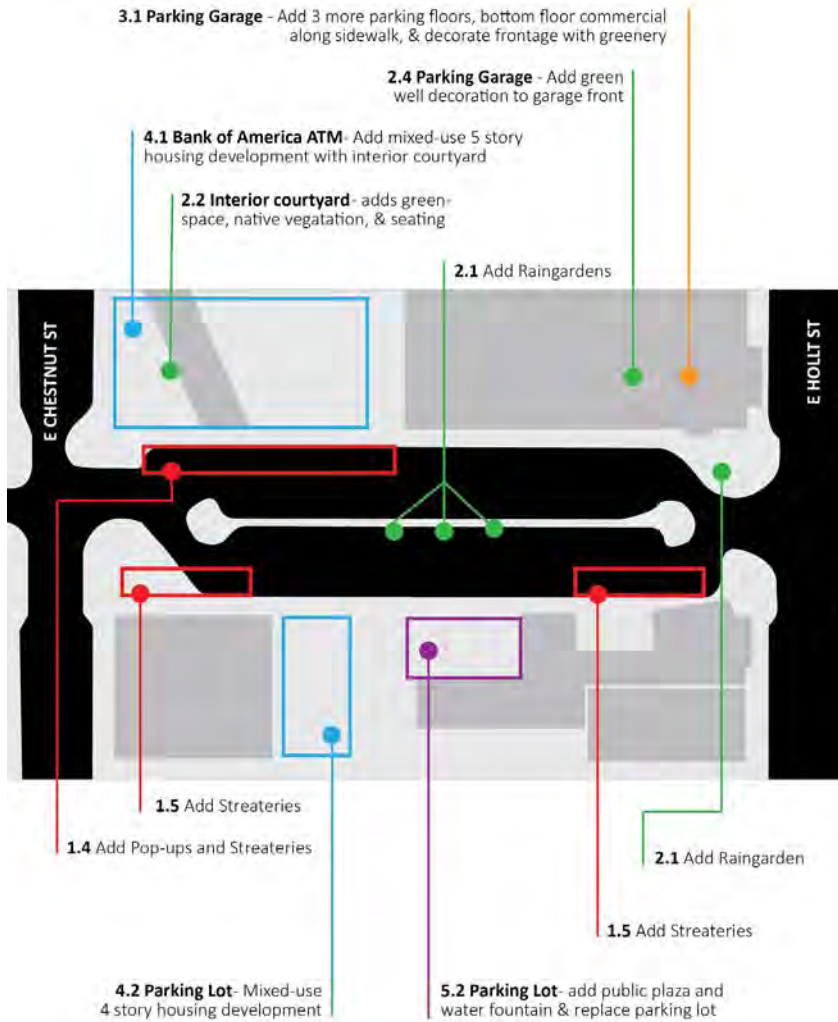 3.1 Parking Garage - Add 3 more parking floors, bottom floor commercial
along sidewalk, & decorate frontage with greenery
2.4 Parking Garage - Add green
well decoration to garage front
4.1 Bank of America ATM- Add mixed-use 5 story
housing development with interior courtyard
2.2 Interior courtyard- adds green-
space, native vegatation, & seating
2.1 Add Raingardens
E CHESTNUT ST
E HOLLT ST
1.5 Add Streateries
1.4 Add Pop-ups and Streateries
2.1 Add Raingarden
1.5 Add Streateries
4.2 Parking Lot- Mixed-use
4 story housing development
5.2 Parking Lot- add public plaza and
water fountain & replace parking lot